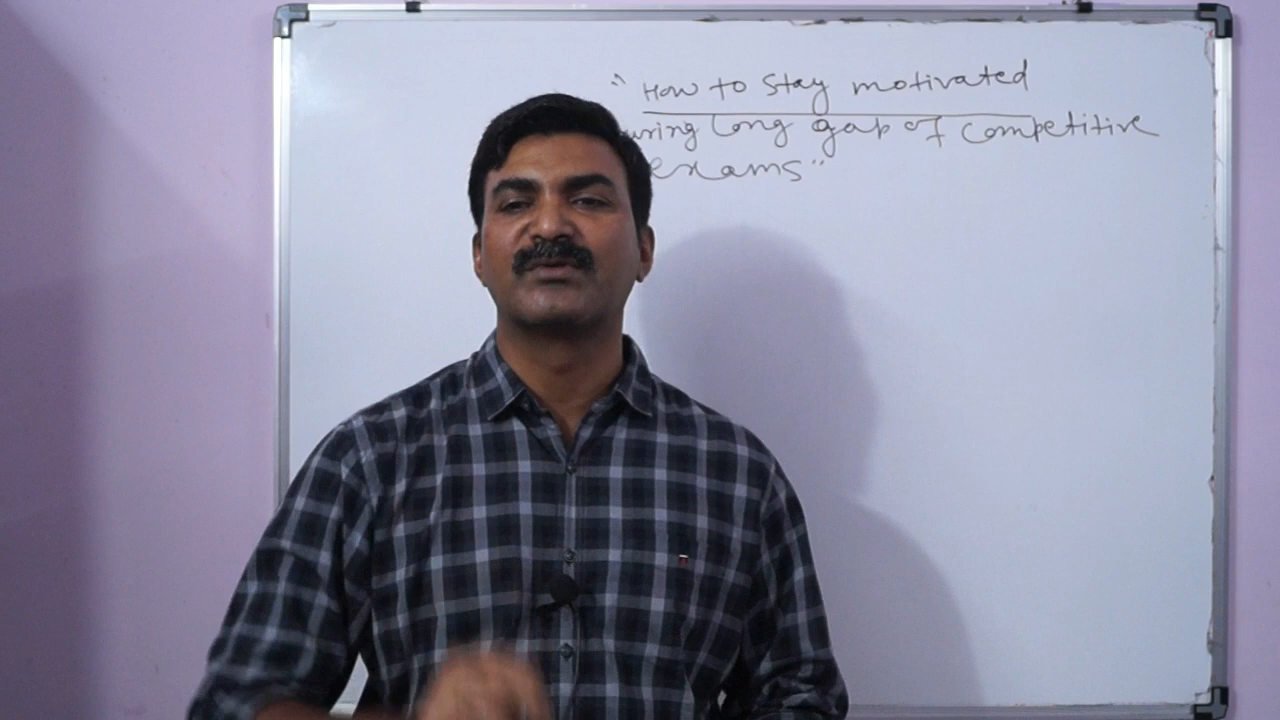 "How to Stay motivated
uring long gap of competitive
exams"